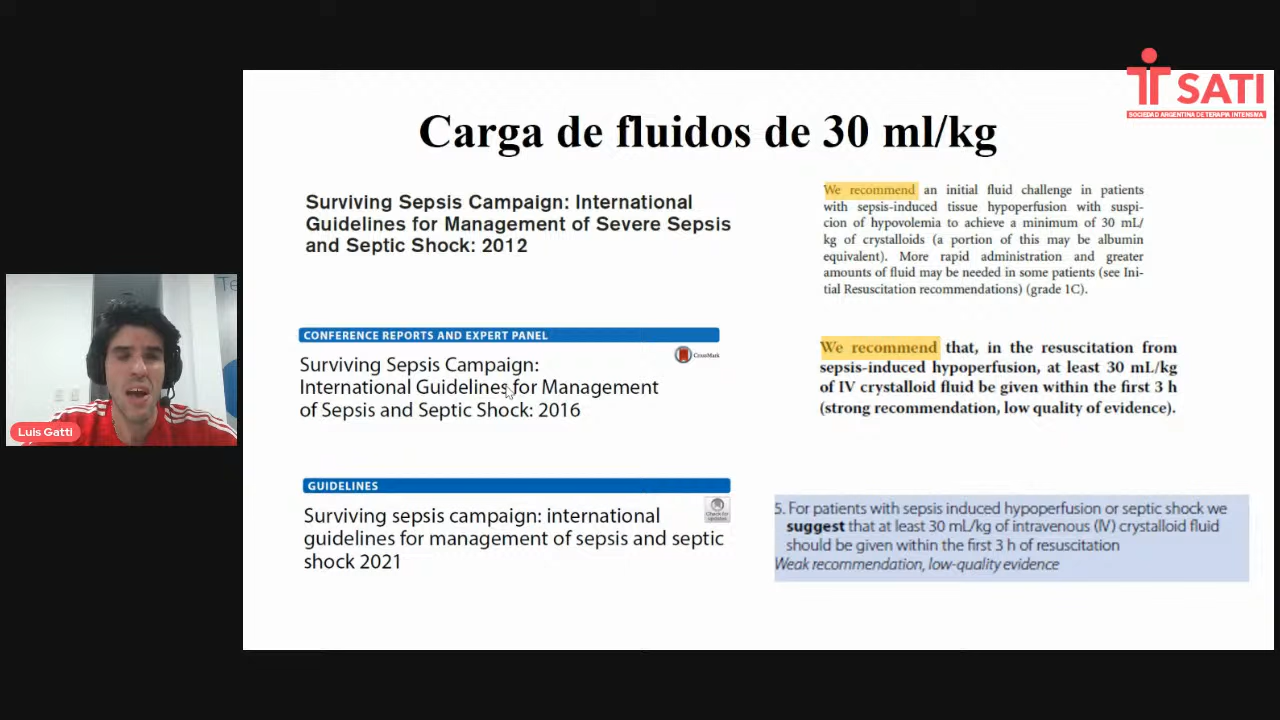 SATI
SOCIEDAD ARGENTINA DE TERAPIA INTENSIVA
Carga de fluidos de 30 ml/kg
Surviving Sepsis Campaign: International
Guidelines for Management of Severe Sepsis
and Septic Shock: 2012
We recommend an initial fluid challenge in patients
with sepsis-induced tissue hypoperfusion with suspi-
cion of hypovolemia to achieve a minimum of 30 mL/
kg of crystalloids (a portion of this may be albumin
equivalent). More rapid administration and greater
amounts of fluid may be needed in some patients (see Ini-
tial Resuscitation recommendations) (grade 1C).
CONFERENCE REPORTS AND EXPERT PANEL
CrossMark
Surviving Sepsis Campaign:
International Guidelines for Management
of Sepsis and Septic Shock: 2016
We recommend that, in the resuscitation from
sepsis-induced hypoperfusion, at least 30 mL/kg
of IV crystalloid fluid be given within the first 3 h
(strong recommendation, low quality of evidence).
Luis Gatti
GUIDELINES
Check for
updates
Surviving sepsis campaign: international
guidelines for management of sepsis and septic
shock 2021
5. For patients with sepsis induced hypoperfusion or septic shock we
suggest that at least 30 mL/kg of intravenous (IV) crystalloid fluid
should be given within the first 3 h of resuscitation
Weak recommendation, low-quality evidence